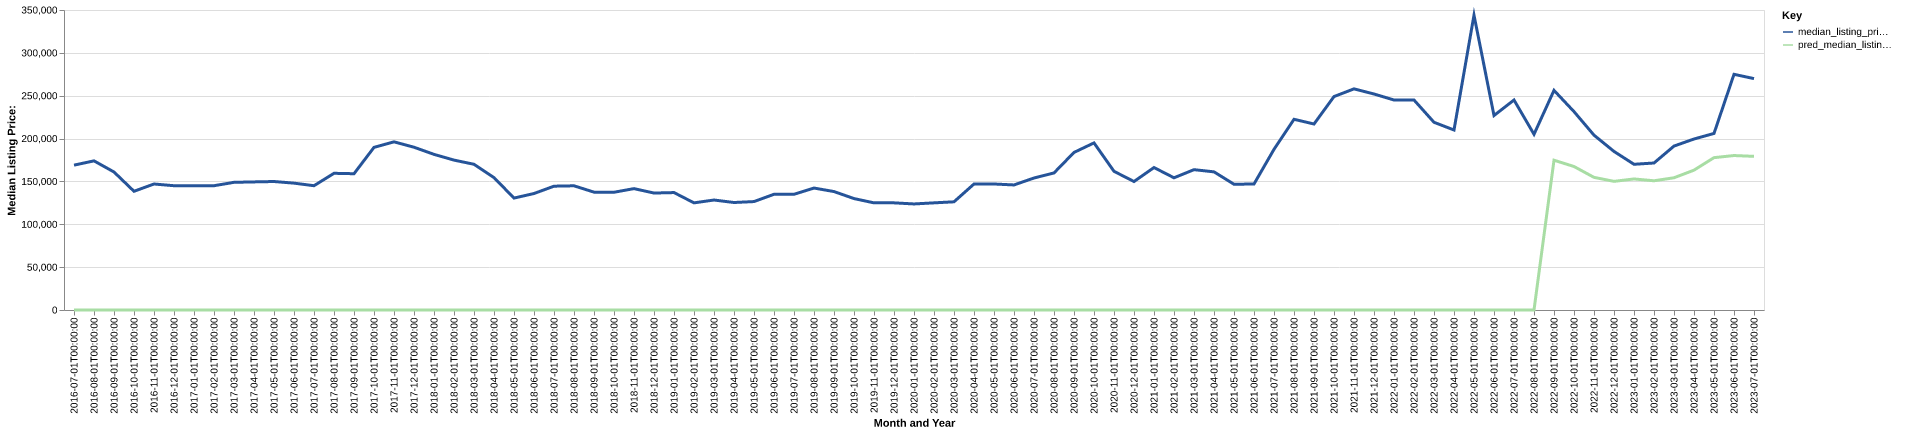 350,000
300,000
250,000
200,000
150,000
100,000
50,000
0
Median Listing Price:
Key
median_listing_pri…
pred_median_listin…
2016-07-01T00:00:00
2016-08-01T00:00:00
2016-09-01T00:00:00
2016-10-01T00:00:00
2016-11-01T00:00:00
2016-12-01T00:00:00
2017-01-01T00:00:00
2017-02-01T00:00:00
2017-03-01T00:00:00
2017-04-01T00:00:00
2017-05-01T00:00:00
2017-06-01T00:00:00
2017-07-01T00:00:00
2017-08-01T00:00:00
2017-09-01T00:00:00
2017-10-01T00:00:00
2017-11-01T00:00:00
2017-12-01T00:00:00
2018-01-01T00:00:00
2018-02-01T00:00:00
2018-03-01T00:00:00
2018-04-01T00:00:00
2018-05-01T00:00:00
2018-06-01T00:00:00
2018-07-01T00:00:00
2018-08-01T00:00:00
2018-09-01T00:00:00
2018-10-01T00:00:00
2018-11-01T00:00:00
2018-12-01T00:00:00
2019-01-01T00:00:00
2019-02-01T00:00:00
2019-03-01T00:00:00
2019-04-01T00:00:00
2019-05-01T00:00:00
2019-06-01T00:00:00
2019-07-01T00:00:00
2019-08-01T00:00:00
2019-09-01T00:00:00
2019-10-01T00:00:00
2019-11-01T00:00:00
2019-12-01T00:00:00
2020-01-01T00:00:00
2020-02-01T00:00:00
2020-03-01T00:00:00
2020-04-01T00:00:00
2020-05-01T00:00:00
2020-06-01T00:00:00
2020-07-01T00:00:00
2020-08-01T00:00:00
2020-09-01T00:00:00
2020-10-01T00:00:00
2020-11-01T00:00:00
2020-12-01T00:00:00
2021-01-01T00:00:00
2021-02-01T00:00:00
2021-03-01T00:00:00
2021-04-01T00:00:00
2021-05-01T00:00:00
2021-06-01T00:00:00
2021-07-01T00:00:00
2021-08-01T00:00:00
2021-09-01T00:00:00
2021-10-01T00:00:00
2021-11-01T00:00:00
2021-12-01T00:00:00
2022-01-01T00:00:00
2022-02-01T00:00:00
2022-03-01T00:00:00
2022-04-01T00:00:00
2022-05-01T00:00:00
2022-06-01T00:00:00
2022-07-01T00:00:00
2022-08-01T00:00:00
2022-09-01T00:00:00
2022-10-01T00:00:00
2022-11-01T00:00:00
2022-12-01T00:00:00
2023-01-01T00:00:00
2023-02-01T00:00:00
2023-03-01T00:00:00
2023-04-01T00:00:00
2023-05-01T00:00:00
2023-06-01T00:00:00
2023-07-01T00:00:00
Month and Year